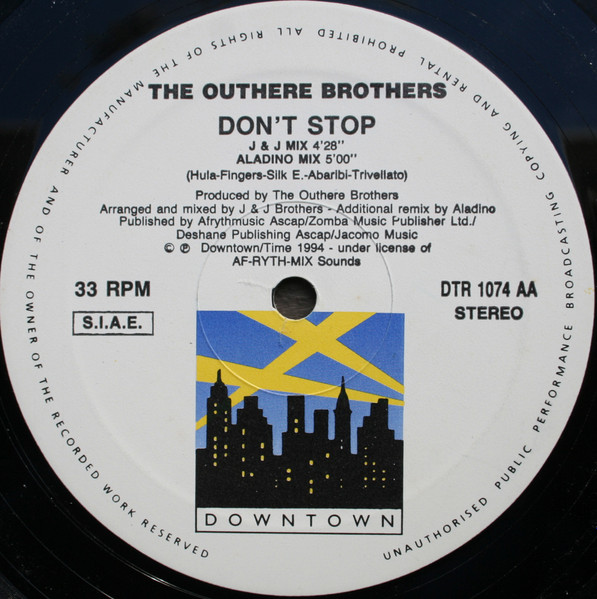 THE OUTHERE BROTHERS
DON'T STOP
J & J MIX 4'28"
ALADINO MIX 5'00"
(Hula-Fingers-Silk E.-Abaribi-Trivellato)
Produced by The Outhere Brothers
Arranged and mixed by J & J Brothers - Additional remix by Aladino
Published by Afrythmusic Ascap/Zomba Music Publisher Ltd./
Deshane Publishing Ascap/Jacomo Music
© ℗ Downtown/Time 1994 - under license of
AF-RYTH-MIX Sounds
33 RPM
S.I.A.E.
DTR 1074 AA
STEREO
DOWNTOWN
ALL RIGHTS OF THE MANUFACTURER AND OF THE OWNER OF THE RECORDED WORK RESERVED
UNAUTHORISED PUBLIC PERFORMANCE BROADCASTING COPYING AND RENTAL PROHIBITED